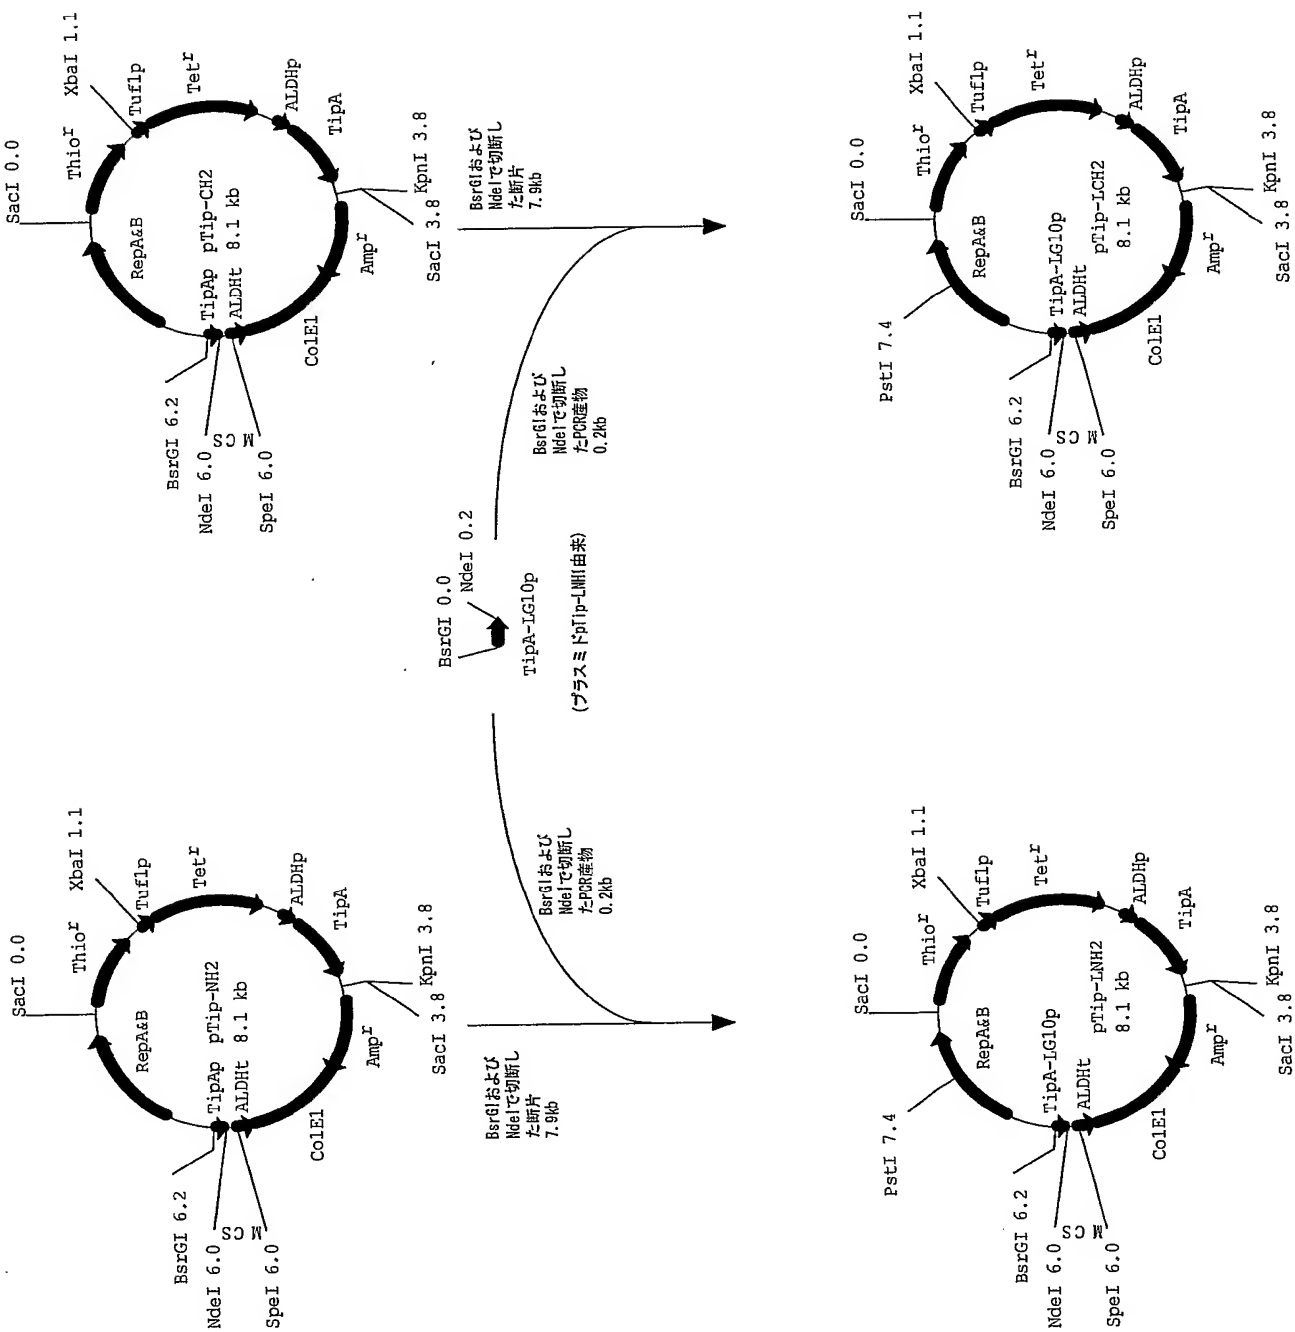 SacI 0.0
XbaI 1.1
Thioʳ
Tuf1p
Tetʳ
ALDHp
TipA
KpnI 3.8
SacI 3.8
Ampʳ
ColE1
RepA&B
TipAp
ALDHt
pTip-NH2
8.1 kb
BsrGI 6.2
NdeI 6.0
MCS
SpeI 6.0
SacI 0.0
XbaI 1.1
Thioʳ
Tuf1p
Tetʳ
ALDHp
TipA
KpnI 3.8
SacI 3.8
Ampʳ
ColE1
RepA&B
TipAp
ALDHt
pTip-CH2
8.1 kb
BsrGI 6.2
NdeI 6.0
MCS
SpeI 6.0
BsrGIおよび
NdeIで切断し
た断片
7.9kb
BsrGIおよび
NdeIで切断し
たPCR産物
0.2kb
BsrGI 0.0
NdeI 0.2
TipA-LG10p
(プラスミドpTip-LNH1由来)
BsrGIおよび
NdeIで切断し
たPCR産物
0.2kb
BsrGIおよび
NdeIで切断し
た断片
7.9kb
SacI 0.0
XbaI 1.1
Thioʳ
Tuf1p
Tetʳ
ALDHp
TipA
KpnI 3.8
SacI 3.8
Ampʳ
ColE1
RepA&B
PstI 7.4
TipA-LG10p
ALDHt
pTip-LNH2
8.1 kb
BsrGI 6.2
NdeI 6.0
MCS
SpeI 6.0
SacI 0.0
XbaI 1.1
Thioʳ
Tuf1p
Tetʳ
ALDHp
TipA
KpnI 3.8
SacI 3.8
Ampʳ
ColE1
RepA&B
PstI 7.4
TipA-LG10p
ALDHt
pTip-LCH2
8.1 kb
BsrGI 6.2
NdeI 6.0
MCS
SpeI 6.0